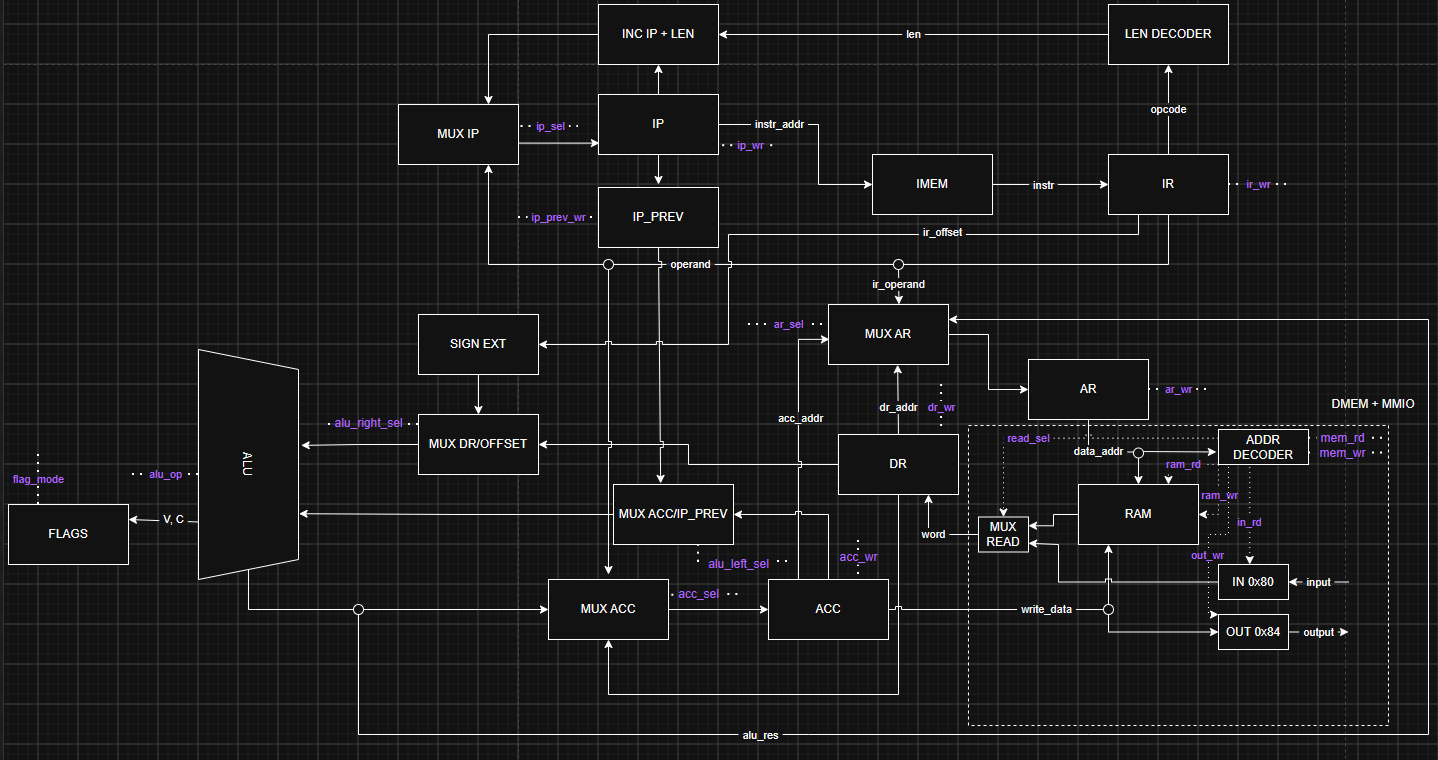 INC IP + LEN
len
LEN DECODER
opcode
MUX IP
ip_sel
IP
instr_addr
ip_wr
IMEM
instr
IR
ir_wr
ip_prev_wr
IP_PREV
ir_offset
operand
ir_operand
SIGN EXT
ar_sel
MUX AR
AR
ar_wr
DMEM + MMIO
acc_addr
dr_addr
dr_wr
alu_right_sel
MUX DR/OFFSET
DR
read_sel
data_addr
ADDR
DECODER
mem_rd
mem_wr
ram_rd
ram_wr
flag_mode
alu_op
ALU
V, C
FLAGS
MUX ACC/IP_PREV
word
MUX
READ
RAM
in_rd
out_wr
alu_left_sel
acc_wr
acc_sel
MUX ACC
ACC
write_data
IN 0x80
input
OUT 0x84
output
alu_res